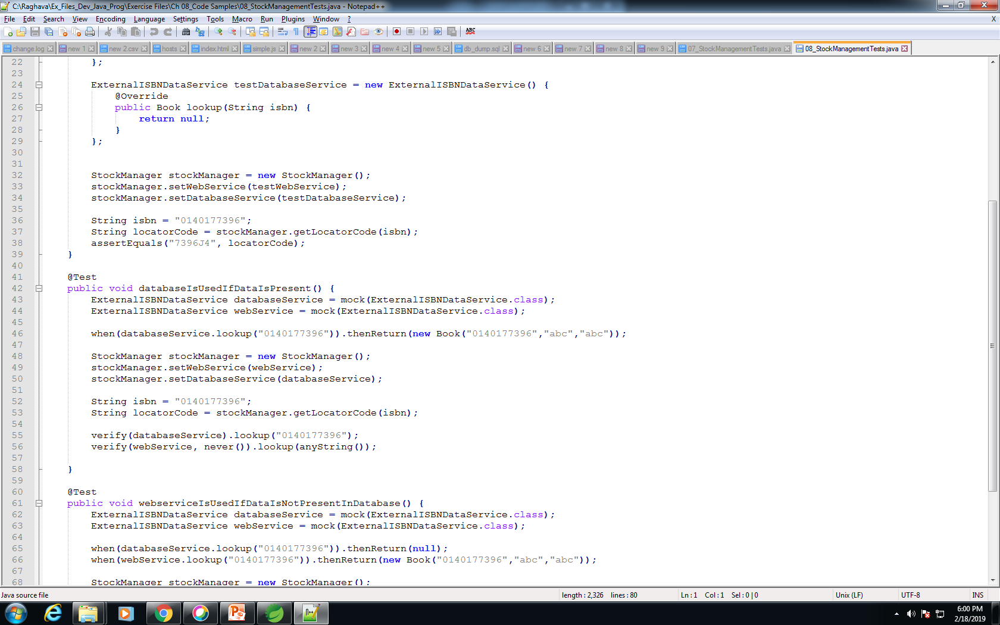 C:\Raghava\Ex_Files_Dev_Java_Prog\Exercise Files\Ch 08_Code Samples\08_StockManagementTests.java - Notepad++
File Edit Search View Encoding Language Settings Tools Macro Run Plugins Window ? X
ABC
change.log new 1 new 2.csv hosts index.html simple.js new 2 new 3 new 4 new 5 db_dump.sql new 6 new 7 new 8 new 9 07_StockManagementTests.java 08_StockManagementTests.java
22 };
23
24 ExternalISBNDataService testDatabaseService = new ExternalISBNDataService() {
25 @Override
26 public Book lookup(String isbn) {
27 return null;
28 }
29 };
30
31
32 StockManager stockManager = new StockManager();
33 stockManager.setWebService(testWebService);
34 stockManager.setDatabaseService(testDatabaseService);
35
36 String isbn = "0140177396";
37 String locatorCode = stockManager.getLocatorCode(isbn);
38 assertEquals("7396J4", locatorCode);
39 }
40
41 @Test
42 public void databaseIsUsedIfDataIsPresent() {
43 ExternalISBNDataService databaseService = mock(ExternalISBNDataService.class);
44 ExternalISBNDataService webService = mock(ExternalISBNDataService.class);
45
46 when(databaseService.lookup("0140177396")).thenReturn(new Book("0140177396","abc","abc"));
47
48 StockManager stockManager = new StockManager();
49 stockManager.setWebService(webService);
50 stockManager.setDatabaseService(databaseService);
51
52 String isbn = "0140177396";
53 String locatorCode = stockManager.getLocatorCode(isbn);
54
55 verify(databaseService).lookup("0140177396");
56 verify(webService, never()).lookup(anyString());
57
58 }
59
60 @Test
61 public void webserviceIsUsedIfDataIsNotPresentInDatabase() {
62 ExternalISBNDataService databaseService = mock(ExternalISBNDataService.class);
63 ExternalISBNDataService webService = mock(ExternalISBNDataService.class);
64
65 when(databaseService.lookup("0140177396")).thenReturn(null);
66 when(webService.lookup("0140177396")).thenReturn(new Book("0140177396","abc","abc"));
67
68 StockManager stockManager = new StockManager();
Java source file length : 2,326 lines : 80 Ln : 1 Col : 1 Sel : 0 | 0 Unix (LF) UTF-8 INS
6:00 PM
2/18/2019